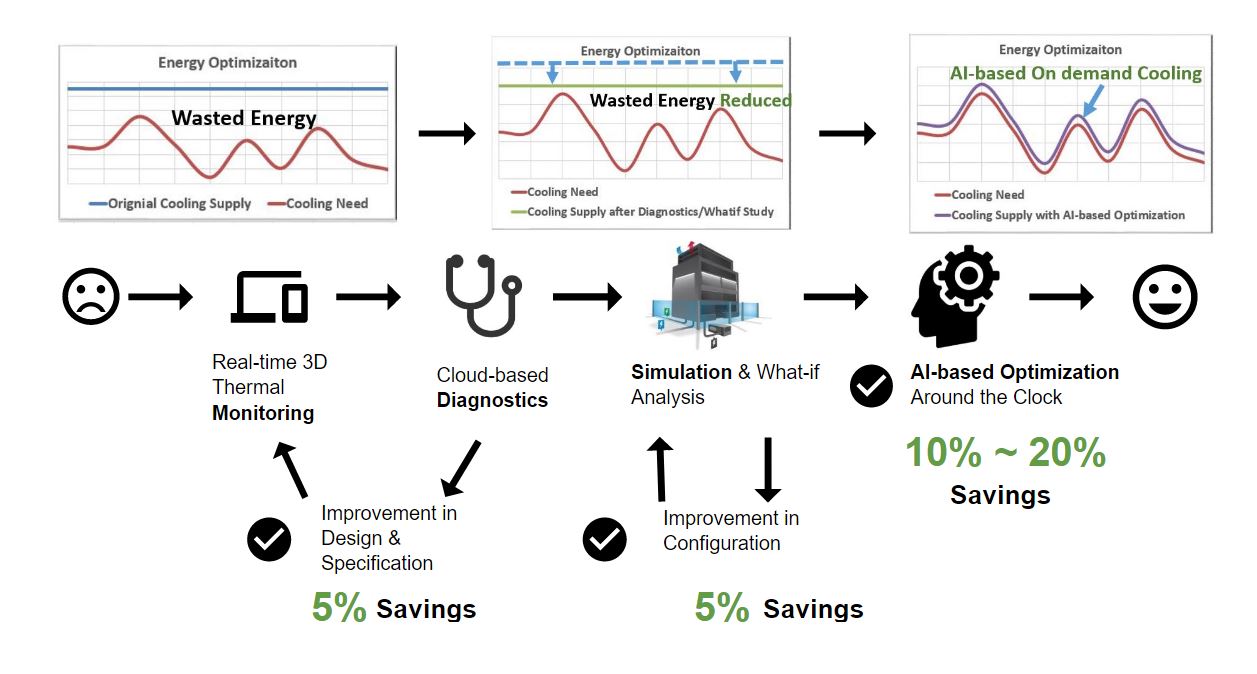 Energy Optimizaiton
Wasted Energy
Orignial Cooling Supply
Cooling Need
Energy Optimizaiton
Wasted Energy Reduced
Cooling Need
Cooling Supply after Diagnostics/Whatif Study
Energy Optimizaiton
AI-based On demand Cooling
Cooling Need
Cooling Supply with AI-based Optimization
Real-time 3D
Thermal
Monitoring
Cloud-based
Diagnostics
Simulation & What-if
Analysis
AI-based Optimization
Around the Clock
10% ~ 20%
Savings
Improvement in
Design &
Specification
5% Savings
Improvement in
Configuration
5% Savings